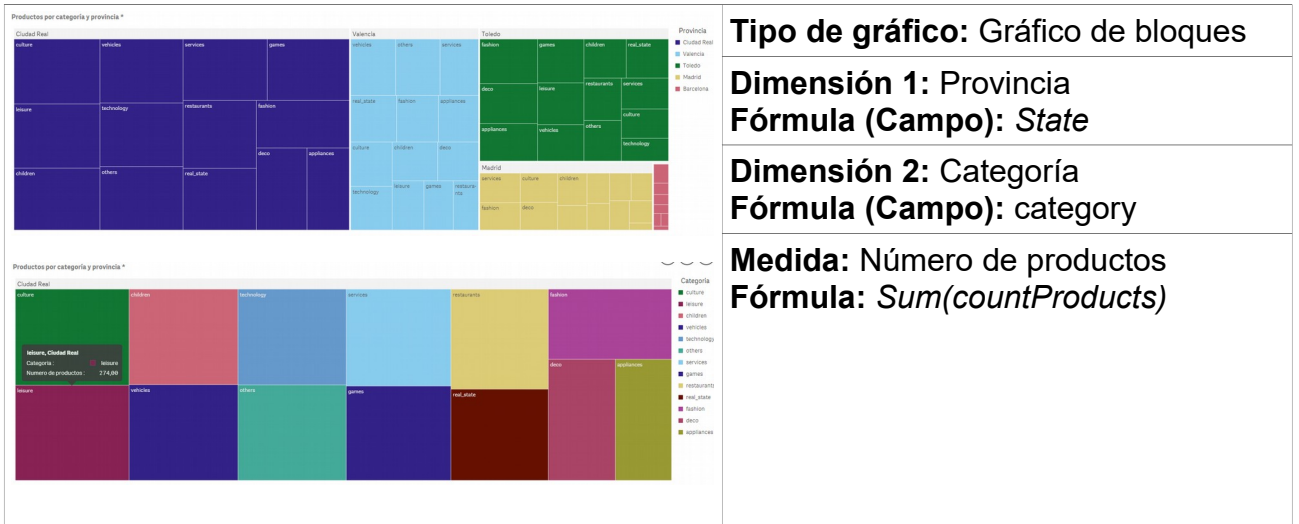 Productos por categoría y provincia *
Ciudad Real
culture
vehicles
services
games
leisure
technology
restaurants
fashion
deco
appliances
children
others
real_state
Valencia
vehicles
others
services
real_state
fashion
appliances
culture
children
deco
technology
leisure
games
restaura
nts
Toledo
fashion
games
children
real_state
deco
leisure
restaurants
services
culture
appliances
vehicles
others
technology
Madrid
services
culture
children
fashion
deco
Provincia
Ciudad Real
Valencia
Toledo
Madrid
Barcelona
Productos por categoría y provincia *
Ciudad Real
culture
children
technology
services
restaurants
fashion
deco
appliances
leisure, Ciudad Real
Categoria :
leisure
Numero de productos :
274,00
leisure
vehicles
others
games
real_state
Categoria
culture
leisure
children
vehicles
technology
others
services
games
restaurants
real_state
fashion
deco
appliances
Tipo de gráfico: Gráfico de bloques
Dimensión 1: Provincia
Fórmula (Campo): State
Dimensión 2: Categoría
Fórmula (Campo): category
Medida: Número de productos
Fórmula: Sum(countProducts)